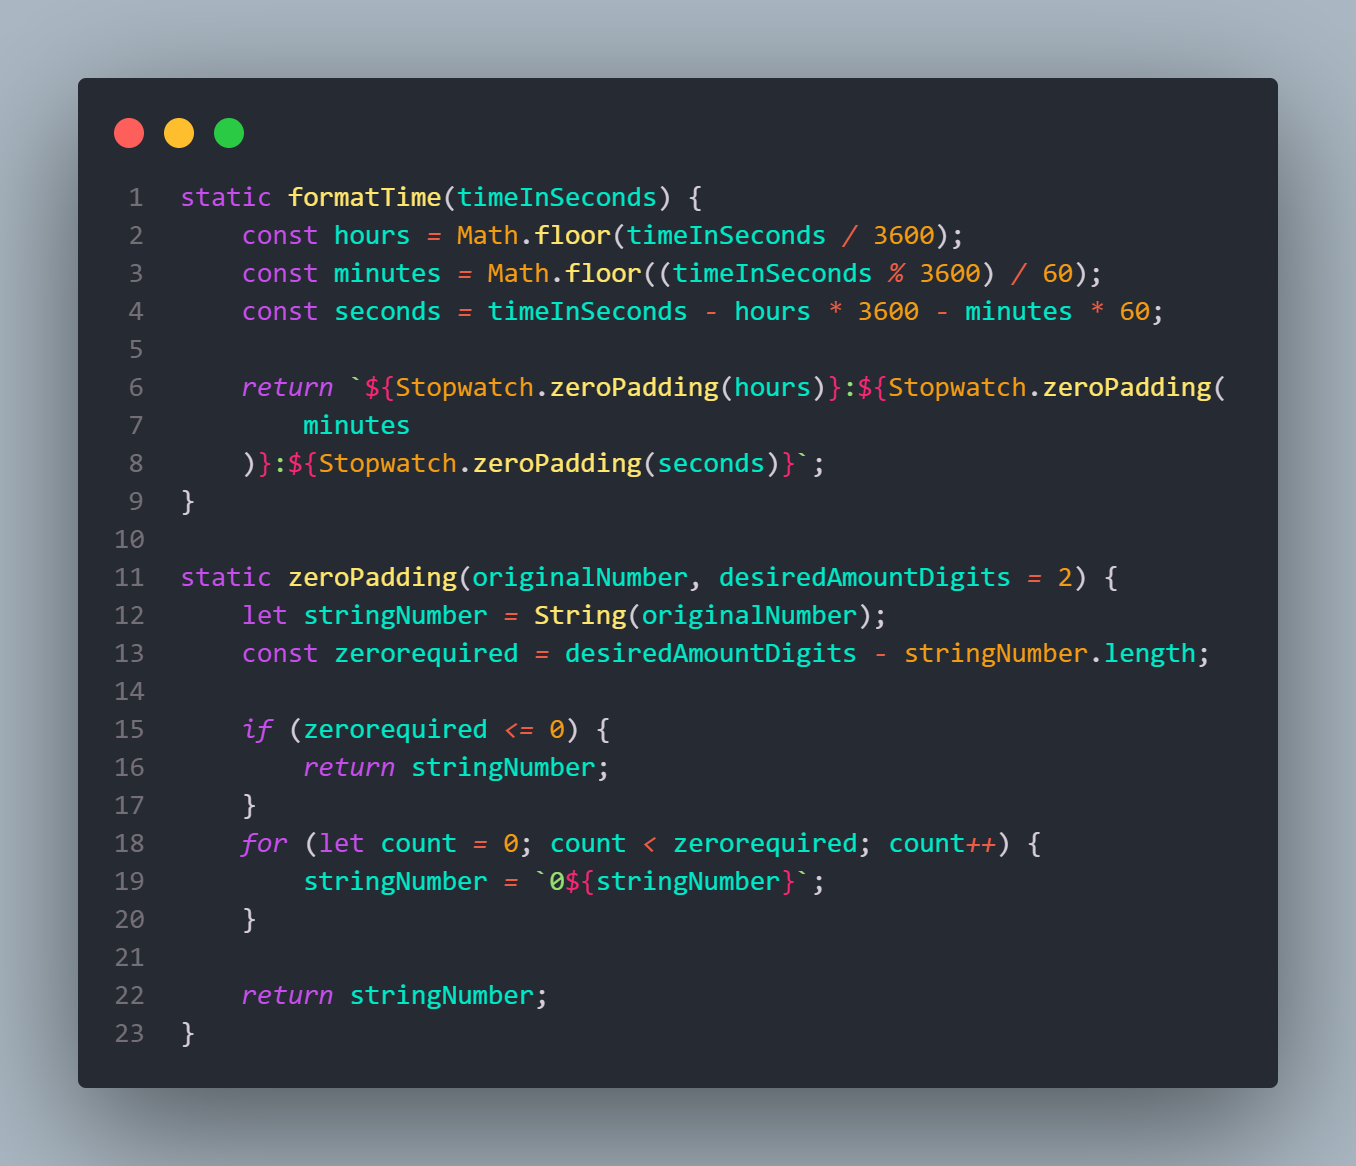 1 static formatTime(timeInSeconds) {
2     const hours = Math.floor(timeInSeconds / 3600);
3     const minutes = Math.floor((timeInSeconds % 3600) / 60);
4     const seconds = timeInSeconds - hours * 3600 - minutes * 60;
5
6     return `${Stopwatch.zeroPadding(hours)}:${Stopwatch.zeroPadding(
7         minutes
8     )}:${Stopwatch.zeroPadding(seconds)}`;
9 }
10
11 static zeroPadding(originalNumber, desiredAmountDigits = 2) {
12     let stringNumber = String(originalNumber);
13     const zerorequired = desiredAmountDigits - stringNumber.length;
14
15     if (zerorequired <= 0) {
16         return stringNumber;
17     }
18     for (let count = 0; count < zerorequired; count++) {
19         stringNumber = `0${stringNumber}`;
20     }
21
22     return stringNumber;
23 }